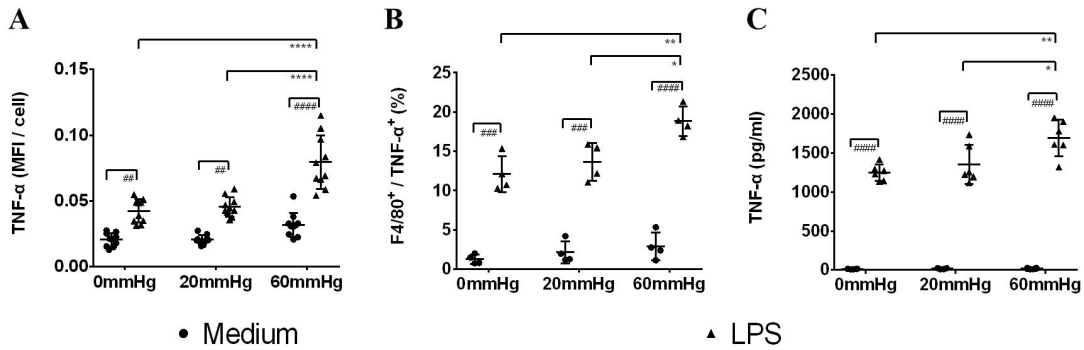 A
TNF-α (MFI / cell)
0.15
0.10
0.05
0.00
****
****
##
##
####
0mmHg
20mmHg
60mmHg
B
F4/80⁺ / TNF-α⁺ (%)
25
20
15
10
5
0
**
*
###
###
####
0mmHg
20mmHg
60mmHg
C
TNF-α (pg/ml)
2500
2000
1500
1000
500
0
**
*
####
####
####
0mmHg
20mmHg
60mmHg
Medium
LPS